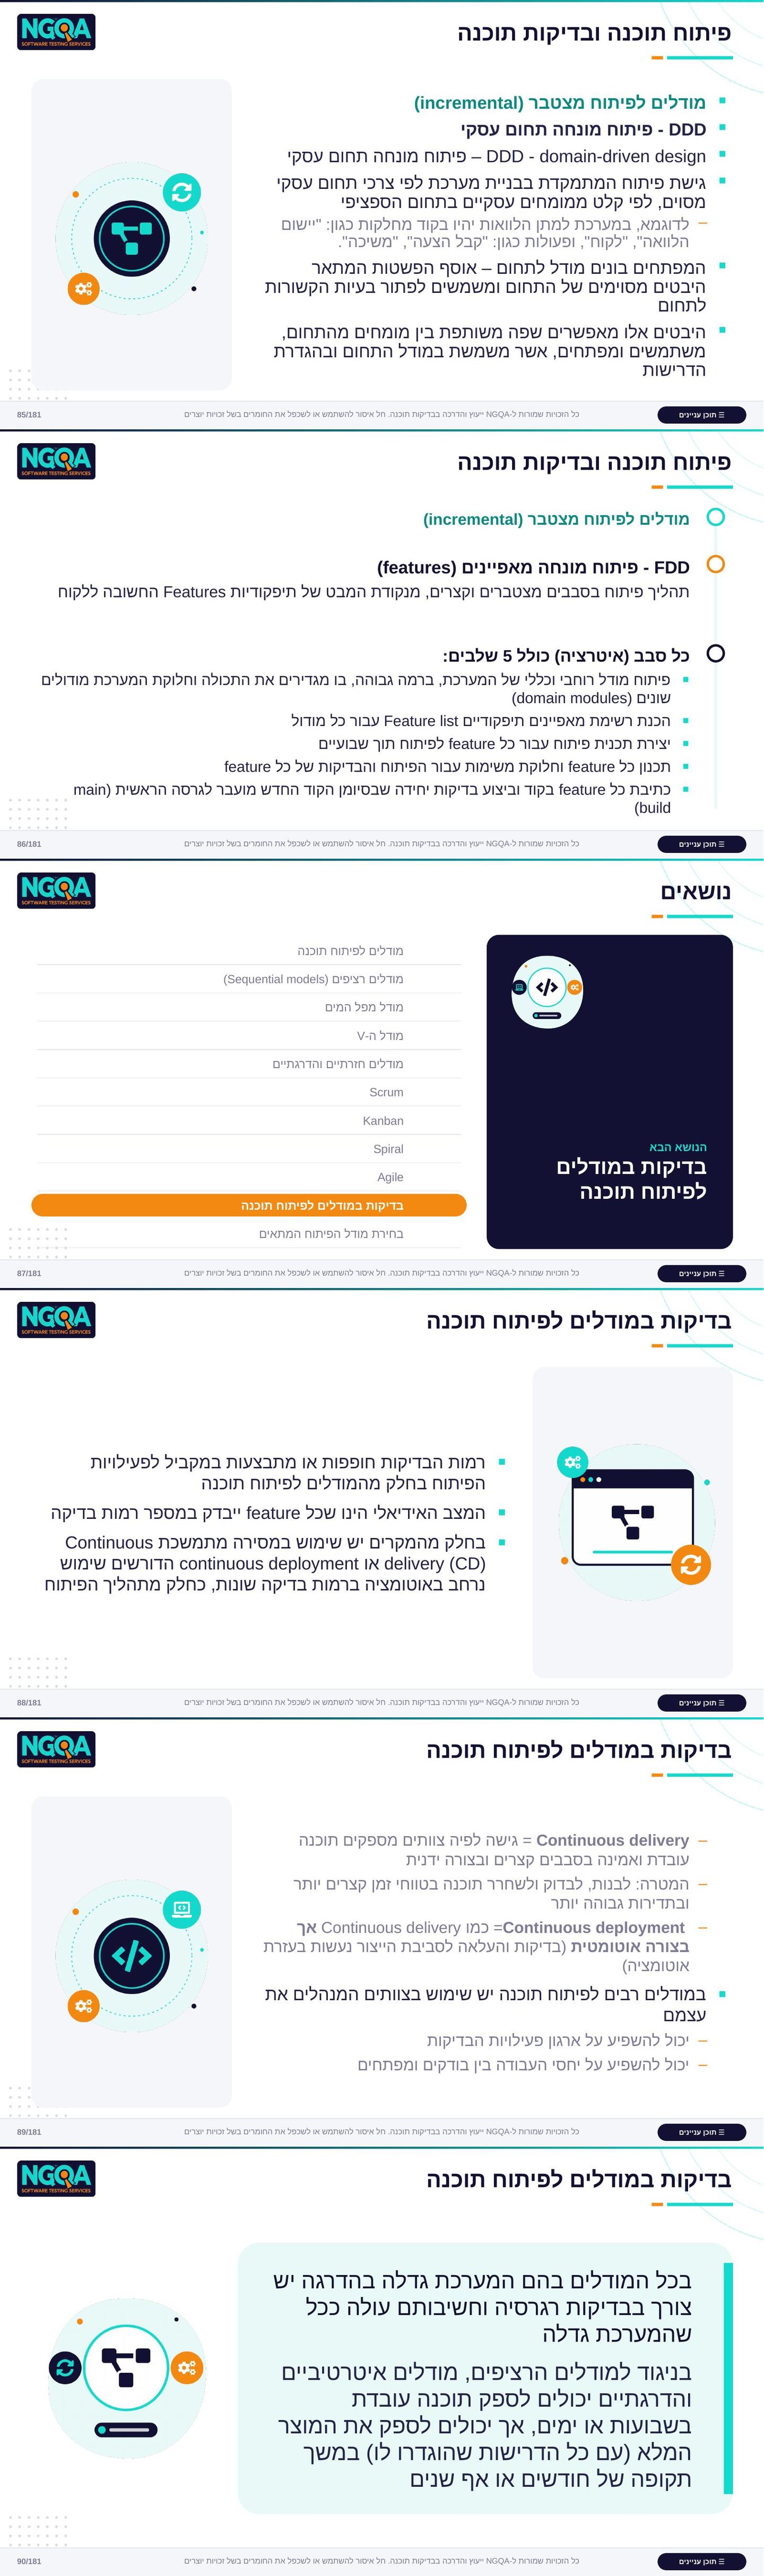 פיתוח תוכנה ובדיקות תוכנה
NGQA
SOFTWARE TESTING SERVICES
מודלים לפיתוח מצטבר (incremental)
DDD - פיתוח מונחה תחום עסקי
DDD - domain-driven design – פיתוח מונחה תחום עסקי
גישת פיתוח המתמקדת בבניית מערכת לפי צרכי תחום עסקי
מסוים, לפי קלט ממומחים עסקיים בתחום הספציפי
– לדוגמא, במערכת למתן הלוואות יהיו בקוד מחלקות כגון: "יישום
הלוואה", "לקוח", ופעולות כגון: "קבל הצעה", "משיכה".
המפתחים בונים מודל לתחום – אוסף הפשטות המתאר
היבטים מסוימים של התחום ומשמשים לפתור בעיות הקשורות
לתחום
היבטים אלו מאפשרים שפה משותפת בין מומחים מהתחום,
משתמשים ומפתחים, אשר משמשת במודל התחום ובהגדרת
הדרישות
☰ תוכן עניינים
כל הזכויות שמורות ל-NGQA ייעוץ והדרכה בבדיקות תוכנה. חל איסור להשתמש או לשכפל את החומרים בשל זכויות יוצרים
85/181
פיתוח תוכנה ובדיקות תוכנה
NGQA
SOFTWARE TESTING SERVICES
מודלים לפיתוח מצטבר (incremental)
FDD - פיתוח מונחה מאפיינים (features)
תהליך פיתוח בסבבים מצטברים וקצרים, מנקודת המבט של תיפקודיות Features החשובה ללקוח
כל סבב (איטרציה) כולל 5 שלבים:
פיתוח מודל רוחבי וכללי של המערכת, ברמה גבוהה, בו מגדירים את התכולה וחלוקת המערכת מודולים
שונים (domain modules)
הכנת רשימת מאפיינים תיפקודיים Feature list עבור כל מודול
יצירת תכנית פיתוח עבור כל feature לפיתוח תוך שבועיים
תכנון כל feature וחלוקת משימות עבור הפיתוח והבדיקות של כל feature
כתיבת כל feature בקוד וביצוע בדיקות יחידה שבסיומן הקוד החדש מועבר לגרסה הראשית (main
build)
☰ תוכן עניינים
כל הזכויות שמורות ל-NGQA ייעוץ והדרכה בבדיקות תוכנה. חל איסור להשתמש או לשכפל את החומרים בשל זכויות יוצרים
86/181
נושאים
NGQA
SOFTWARE TESTING SERVICES
הנושא הבא
בדיקות במודלים
לפיתוח תוכנה
מודלים לפיתוח תוכנה
מודלים רציפים (Sequential models)
מודל מפל המים
מודל ה-V
מודלים חזרתיים והדרגתיים
Scrum
Kanban
Spiral
Agile
בדיקות במודלים לפיתוח תוכנה
בחירת מודל הפיתוח המתאים
☰ תוכן עניינים
כל הזכויות שמורות ל-NGQA ייעוץ והדרכה בבדיקות תוכנה. חל איסור להשתמש או לשכפל את החומרים בשל זכויות יוצרים
87/181
בדיקות במודלים לפיתוח תוכנה
NGQA
SOFTWARE TESTING SERVICES
רמות הבדיקות חופפות או מתבצעות במקביל לפעילויות
הפיתוח בחלק מהמודלים לפיתוח תוכנה
המצב האידיאלי הינו שכל feature ייבדק במספר רמות בדיקה
בחלק מהמקרים יש שימוש במסירה מתמשכת Continuous
delivery (CD) או continuous deployment הדורשים שימוש
נרחב באוטומציה ברמות בדיקה שונות, כחלק מתהליך הפיתוח
☰ תוכן עניינים
כל הזכויות שמורות ל-NGQA ייעוץ והדרכה בבדיקות תוכנה. חל איסור להשתמש או לשכפל את החומרים בשל זכויות יוצרים
88/181
בדיקות במודלים לפיתוח תוכנה
NGQA
SOFTWARE TESTING SERVICES
– Continuous delivery = גישה לפיה צוותים מספקים תוכנה
עובדת ואמינה בסבבים קצרים ובצורה ידנית
– המטרה: לבנות, לבדוק ולשחרר תוכנה בטווחי זמן קצרים יותר
ובתדירות גבוהה יותר
– Continuous deployment= כמו Continuous delivery אך
בצורה אוטומטית (בדיקות והעלאה לסביבת הייצור נעשות בעזרת
אוטומציה)
במודלים רבים לפיתוח תוכנה יש שימוש בצוותים המנהלים את
עצמם
– יכול להשפיע על ארגון פעילויות הבדיקות
– יכול להשפיע על יחסי העבודה בין בודקים ומפתחים
☰ תוכן עניינים
כל הזכויות שמורות ל-NGQA ייעוץ והדרכה בבדיקות תוכנה. חל איסור להשתמש או לשכפל את החומרים בשל זכויות יוצרים
89/181
בדיקות במודלים לפיתוח תוכנה
NGQA
SOFTWARE TESTING SERVICES
בכל המודלים בהם המערכת גדלה בהדרגה יש
צורך בבדיקות רגרסיה וחשיבותם עולה ככל
שהמערכת גדלה
בניגוד למודלים הרציפים, מודלים איטרטיביים
והדרגתיים יכולים לספק תוכנה עובדת
בשבועות או ימים, אך יכולים לספק את המוצר
המלא (עם כל הדרישות שהוגדרו לו) במשך
תקופה של חודשים או אף שנים
☰ תוכן עניינים
כל הזכויות שמורות ל-NGQA ייעוץ והדרכה בבדיקות תוכנה. חל איסור להשתמש או לשכפל את החומרים בשל זכויות יוצרים
90/181